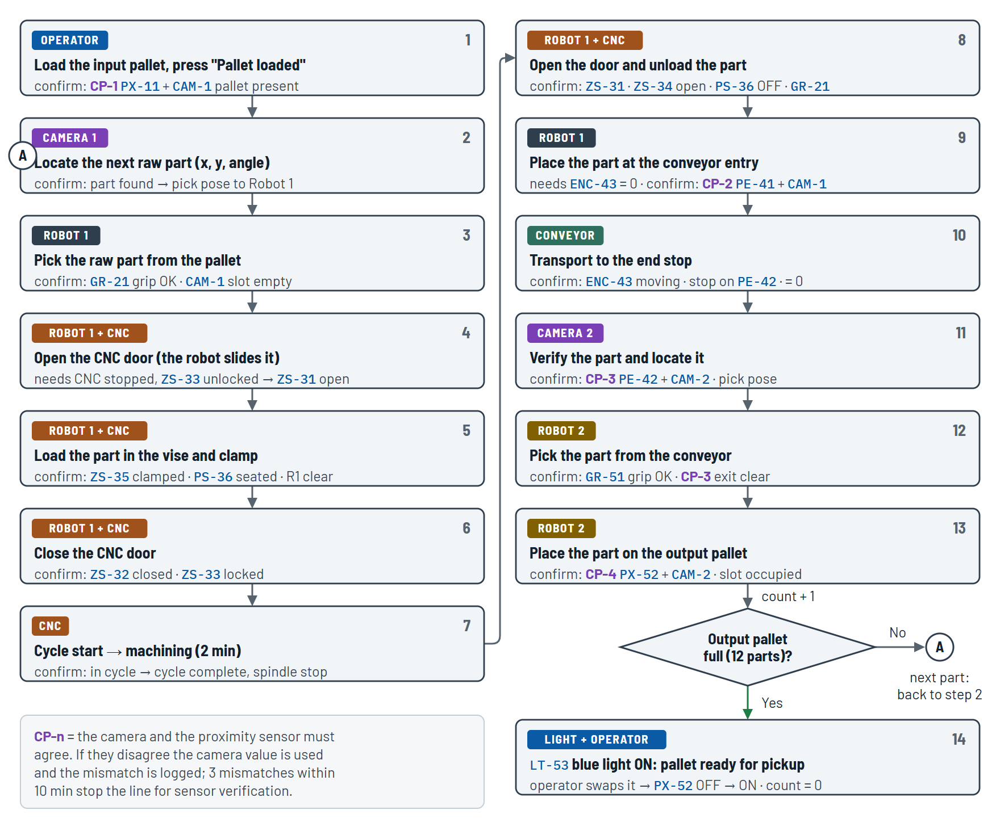 OPERATOR
1
Load the input pallet, press "Pallet loaded"
confirm: CP-1 PX-11 + CAM-1 pallet present
CAMERA 1
2
A
Locate the next raw part (x, y, angle)
confirm: part found → pick pose to Robot 1
ROBOT 1
3
Pick the raw part from the pallet
confirm: GR-21 grip OK · CAM-1 slot empty
ROBOT 1 + CNC
4
Open the CNC door (the robot slides it)
needs CNC stopped, ZS-33 unlocked → ZS-31 open
ROBOT 1 + CNC
5
Load the part in the vise and clamp
confirm: ZS-35 clamped · PS-36 seated · R1 clear
ROBOT 1 + CNC
6
Close the CNC door
confirm: ZS-32 closed · ZS-33 locked
CNC
7
Cycle start → machining (2 min)
confirm: in cycle → cycle complete, spindle stop
CP-n = the camera and the proximity sensor must
agree. If they disagree the camera value is used
and the mismatch is logged; 3 mismatches within
10 min stop the line for sensor verification.
ROBOT 1 + CNC
8
Open the door and unload the part
confirm: ZS-31 · ZS-34 open · PS-36 OFF · GR-21
ROBOT 1
9
Place the part at the conveyor entry
needs ENC-43 = 0 · confirm: CP-2 PE-41 + CAM-1
CONVEYOR
10
Transport to the end stop
confirm: ENC-43 moving · stop on PE-42 · = 0
CAMERA 2
11
Verify the part and locate it
confirm: CP-3 PE-42 + CAM-2 · pick pose
ROBOT 2
12
Pick the part from the conveyor
confirm: GR-51 grip OK · CP-3 exit clear
ROBOT 2
13
Place the part on the output pallet
confirm: CP-4 PX-52 + CAM-2 · slot occupied
count + 1
Output pallet
full (12 parts)?
No
A
next part:
back to step 2
Yes
LIGHT + OPERATOR
14
LT-53 blue light ON: pallet ready for pickup
operator swaps it → PX-52 OFF → ON · count = 0